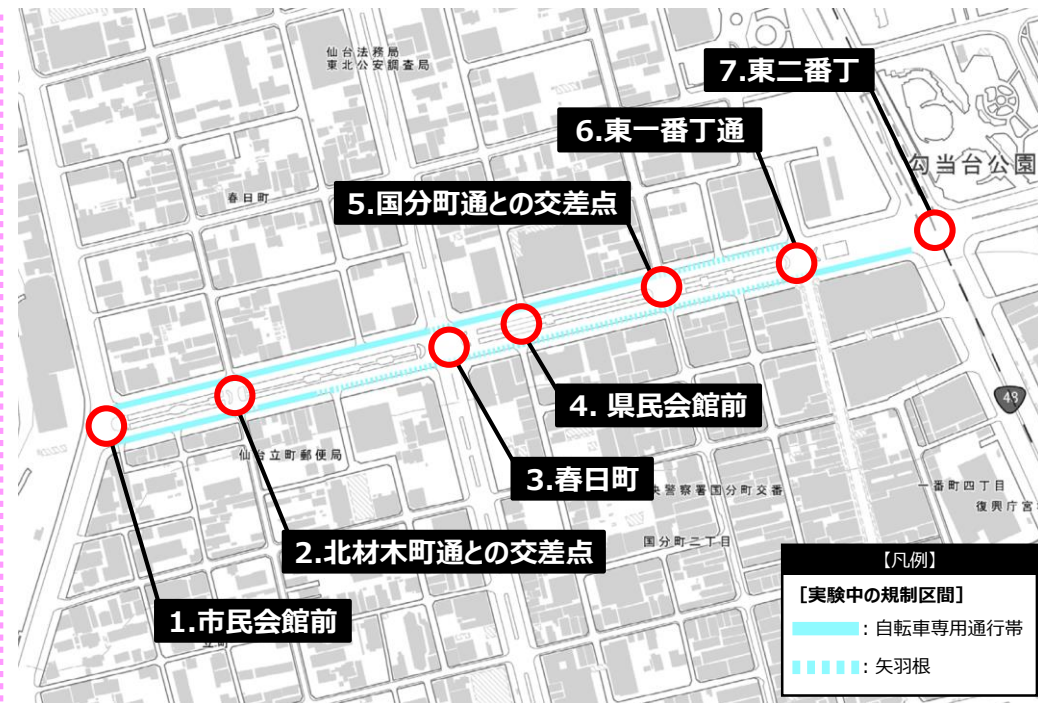 仙台法務局
東北公安調査局
7.東二番丁
6.東一番丁通
勾当台公園
春日町
5.国分町通との交差点
48
4. 県民会館前
仙台立町郵便局
3.春日町
央警察署国分町交番
一番町四丁目
復興庁宮
国分町二丁目
2.北材木町通との交差点
1.市民会館前
立町
【凡例】
[実験中の規制区間]
: 自転車専用通行帯
: 矢羽根